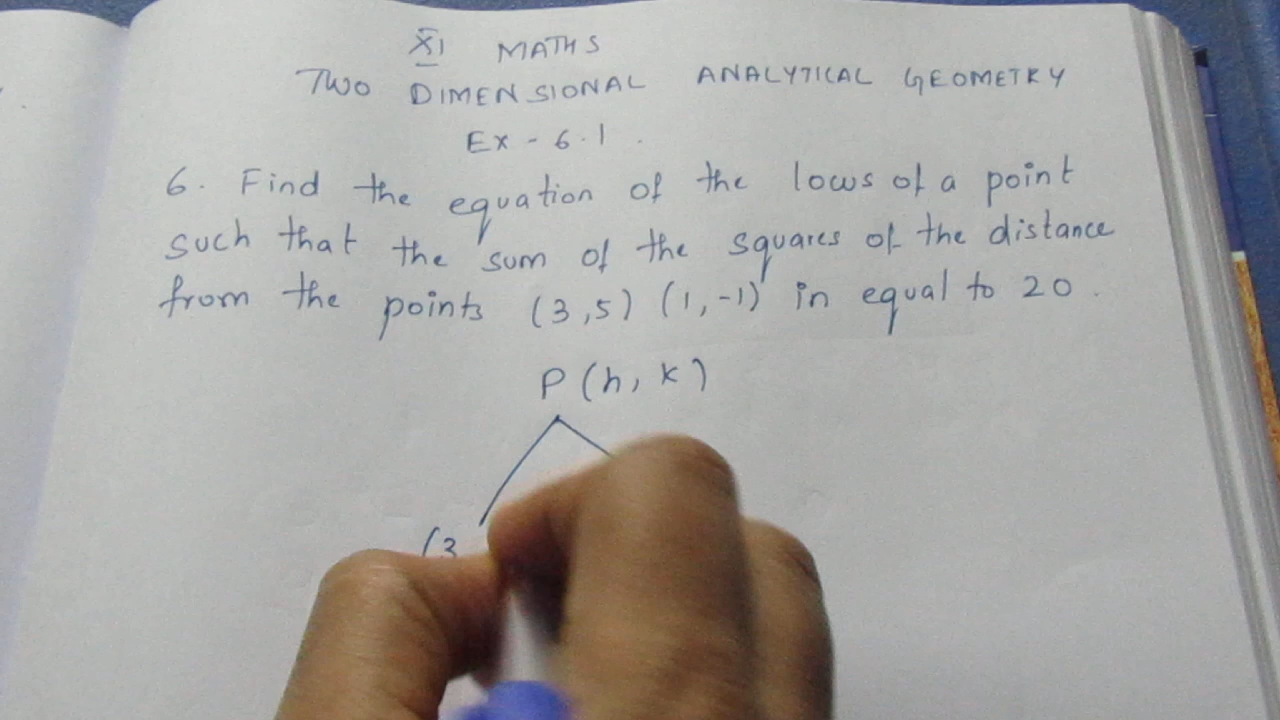 XI MATHS
TWO DIMENSIONAL ANALYTICAL GEOMETRY
Ex - 6.1.
6. Find the equation of the locus of a point
such that the sum of the squares of the distance
from the points (3,5) (1,-1) in equal to 20.
P(h, k)
(3